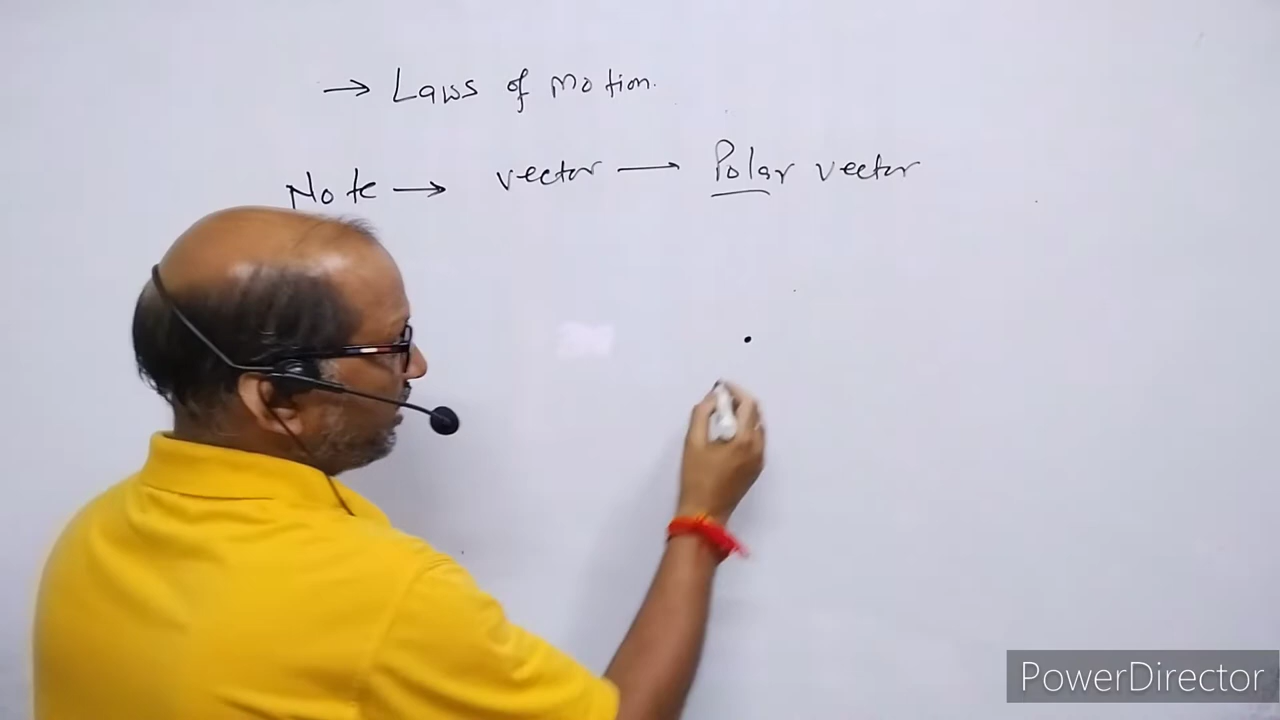 → Laws of motion.
Note → vector → Polar vector
PowerDirector